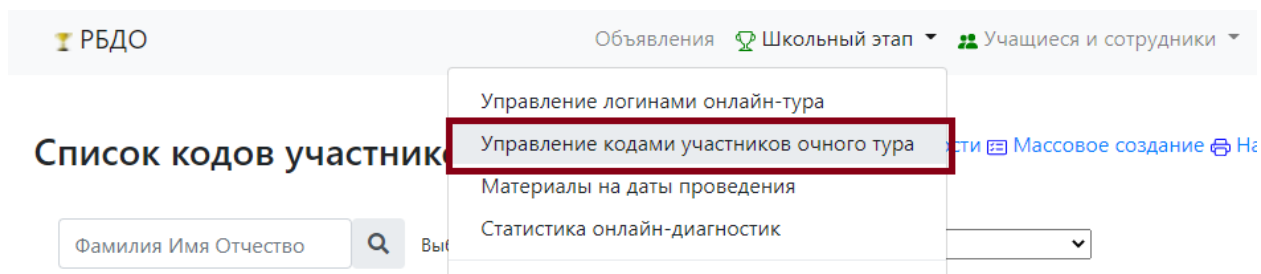 РБДО Объявления Школьный этап Учащиеся и сотрудники
Управление логинами онлайн-тура
Список кодов Управление кодами участников очного тура Массовое создание
Материалы на даты проведения
Фамилия Имя Отчество Статистика онлайн-диагностик